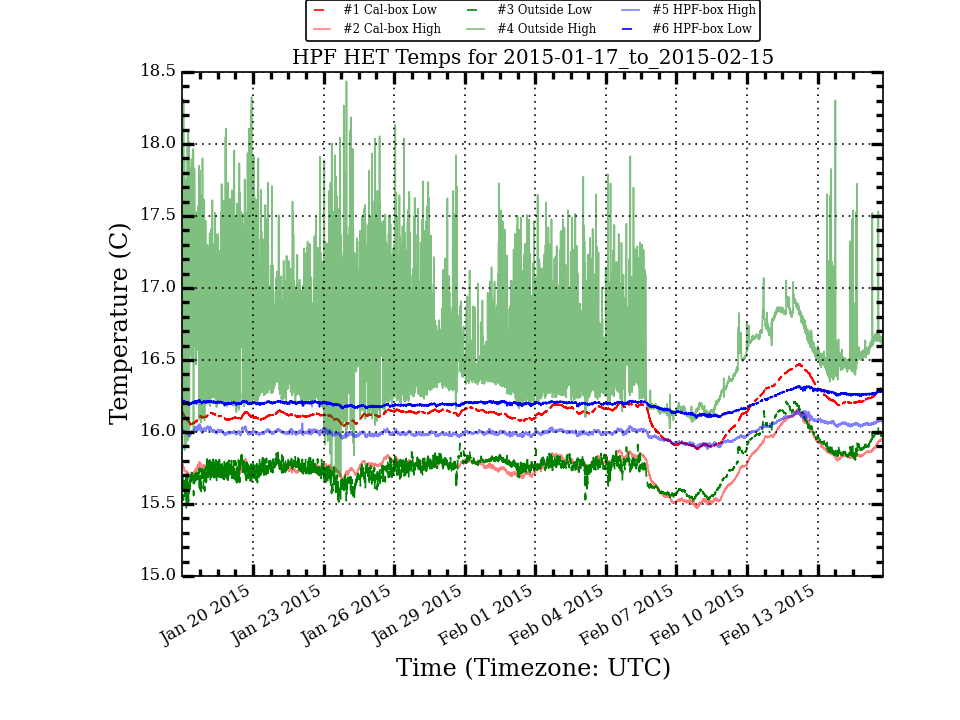 #1 Cal-box Low #3 Outside Low #5 HPF-box High
#2 Cal-box High #4 Outside High #6 HPF-box Low
HPF HET Temps for 2015-01-17_to_2015-02-15
18.5
18.0
17.5
17.0
16.5
16.0
15.5
15.0
Temperature (C)
Jan 20 2015
Jan 23 2015
Jan 26 2015
Jan 29 2015
Feb 01 2015
Feb 04 2015
Feb 07 2015
Feb 10 2015
Feb 13 2015
Time (Timezone: UTC)